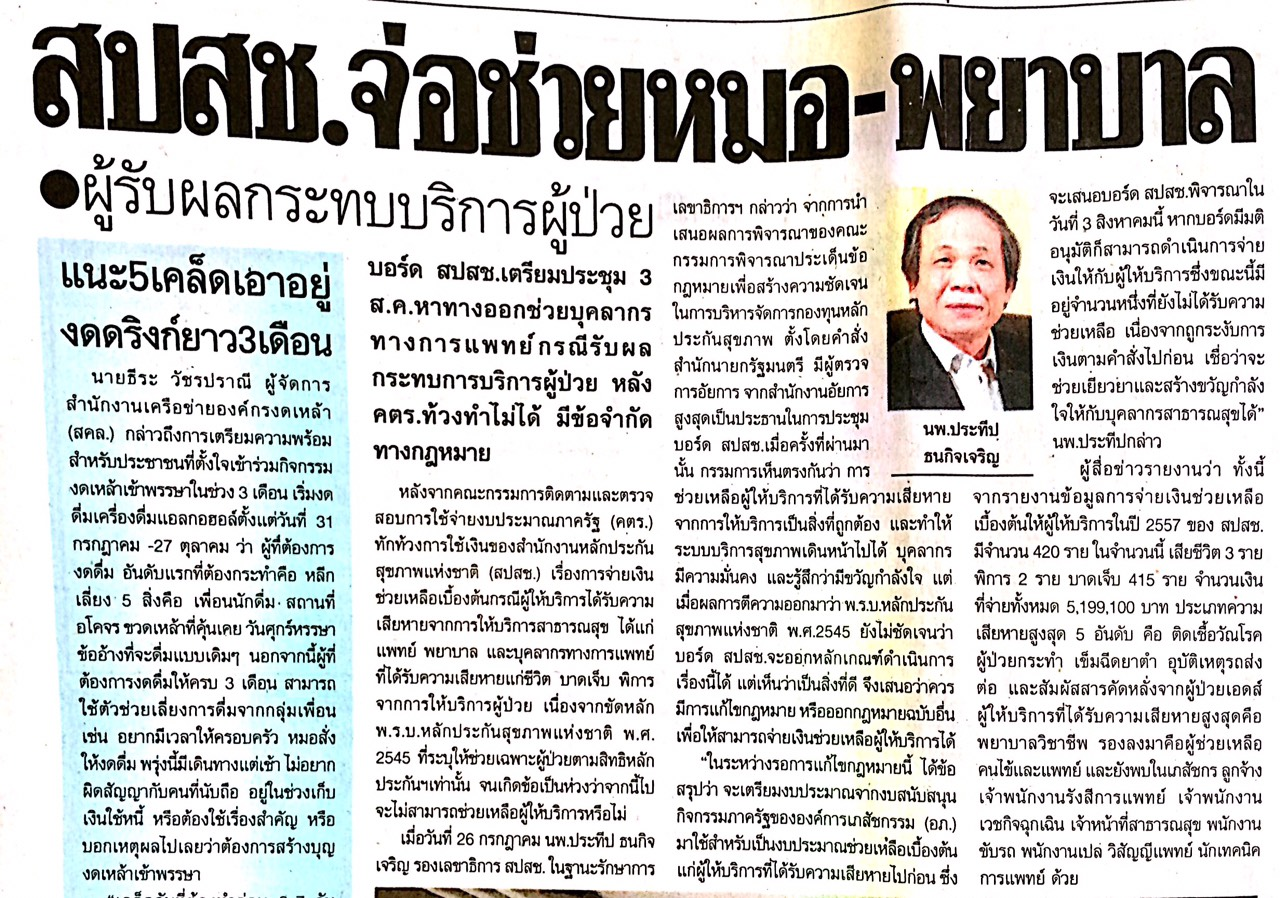 สปสช.จ่อช่วยหมอ-พยาบาล
●ผู้รับผลกระทบบริการผู้ป่วย
แนะ5เคล็ดเอาอยู่
งดดริงก์ยาว3เดือน
นายธีระ วัชรปราณี ผู้จัดการ
สำนักงานเครือข่ายองค์กรงดเหล้า
(สคล.) กล่าวถึงการเตรียมความพร้อม
สำหรับประชาชนที่ตั้งใจเข้าร่วมกิจกรรม
งดเหล้าเข้าพรรษาในช่วง 3 เดือน เริ่มงด
ดื่มเครื่องดื่มแอลกอฮอล์ตั้งแต่วันที่ 31
กรกฎาคม -27 ตุลาคม ว่า ผู้ที่ต้องการ
งดดื่ม อันดับแรกที่ต้องกระทำคือ หลีก
เลี่ยง 5 สิ่งคือ เพื่อนนักดื่ม สถานที่
อโคจร ขวดเหล้าที่คุ้นเคย วันศุกร์หรรษา
ข้ออ้างที่จะดื่มแบบเดิมๆ นอกจากนี้ผู้ที่
ต้องการงดดื่มให้ครบ 3 เดือน สามารถ
ใช้ตัวช่วยเลี่ยงการดื่มจากกลุ่มเพื่อน
เช่น อยากมีเวลาให้ครอบครัว หมอสั่ง
ให้งดดื่ม พรุ่งนี้มีเดินทางแต่เช้า ไม่อยาก
ผิดสัญญากับคนที่นับถือ อยู่ในช่วงเก็บ
เงินใช้หนี้ หรือต้องใช้เรื่องสำคัญ หรือ
บอกเหตุผลไปเลยว่าต้องการสร้างบุญ
งดเหล้าเข้าพรรษา
บอร์ด สปสช.เตรียมประชุม 3
ส.ค.หาทางออกช่วยบุคลากร
ทางการแพทย์กรณีรับผล
กระทบการบริการผู้ป่วย หลัง
คตร.ท้วงทำไม่ได้ มีข้อจำกัด
ทางกฎหมาย
หลังจากคณะกรรมการติดตามและตรวจ
สอบการใช้จ่ายงบประมาณภาครัฐ (คตร.)
ทักท้วงการใช้เงินของสำนักงานหลักประกัน
สุขภาพแห่งชาติ (สปสช.) เรื่องการจ่ายเงิน
ช่วยเหลือเบื้องต้นกรณีผู้ให้บริการได้รับความ
เสียหายจากการให้บริการสาธารณสุข ได้แก่
แพทย์ พยาบาล และบุคลากรทางการแพทย์
ที่ได้รับความเสียหายแก่ชีวิต บาดเจ็บ พิการ
จากการให้บริการผู้ป่วย เนื่องจากขัดหลัก
พ.ร.บ.หลักประกันสุขภาพแห่งชาติ พ.ศ.
2545 ที่ระบุให้ช่วยเฉพาะผู้ป่วยตามสิทธิหลัก
ประกันฯเท่านั้น จนเกิดข้อเป็นห่วงว่าจากนี้ไป
จะไม่สามารถช่วยเหลือผู้ให้บริการหรือไม่
เมื่อวันที่ 26 กรกฎาคม นพ.ประทีป ธนกิจ
เจริญ รองเลขาธิการ สปสช. ในฐานะรักษาการ
เลขาธิการฯ กล่าวว่า จากการนำ
เสนอผลการพิจารณาของคณะ
กรรมการพิจารณาประเด็นข้อ
กฎหมายเพื่อสร้างความชัดเจน
ในการบริหารจัดการกองทุนหลัก
ประกันสุขภาพ ตั้งโดยคำสั่ง
สำนักนายกรัฐมนตรี มีผู้ตรวจ
การอัยการ จากสำนักงานอัยการ
สูงสุดเป็นประธานในการประชุม
บอร์ด สปสช.เมื่อครั้งที่ผ่านมา
นั้น กรรมการเห็นตรงกันว่า การ
ช่วยเหลือผู้ให้บริการที่ได้รับความเสียหาย
จากการให้บริการเป็นสิ่งที่ถูกต้อง และทำให้
ระบบบริการสุขภาพเดินหน้าไปได้ บุคลากร
มีความมั่นคง และรู้สึกว่ามีขวัญกำลังใจ แต่
เมื่อผลการตีความออกมาว่า พ.ร.บ.หลักประกัน
สุขภาพแห่งชาติ พ.ศ.2545 ยังไม่ชัดเจนว่า
บอร์ด สปสช.จะออกหลักเกณฑ์ดำเนินการ
เรื่องนี้ได้ แต่เห็นว่าเป็นสิ่งที่ดี จึงเสนอว่าควร
มีการแก้ไขกฎหมาย หรือออกกฎหมายฉบับอื่น
เพื่อให้สามารถจ่ายเงินช่วยเหลือผู้ให้บริการได้
"ในระหว่างรอการแก้ไขกฎหมายนี้ ได้ข้อ
สรุปว่า จะเตรียมงบประมาณจากงบสนับสนุน
กิจกรรมภาครัฐขององค์การเภสัชกรรม (อภ.)
มาใช้สำหรับเป็นงบประมาณช่วยเหลือเบื้องต้น
แก่ผู้ให้บริการที่ได้รับความเสียหายไปก่อน ซึ่ง
นพ.ประทีป
ธนกิจเจริญ
จะเสนอบอร์ด สปสช.พิจารณาใน
วันที่ 3 สิงหาคมนี้ หากบอร์ดมีมติ
อนุมัติก็สามารถดำเนินการจ่าย
เงินให้กับผู้ให้บริการซึ่งขณะนี้มี
อยู่จำนวนหนึ่งที่ยังไม่ได้รับความ
ช่วยเหลือ เนื่องจากถูกระงับการ
เงินตามคำสั่งไปก่อน เชื่อว่าจะ
ช่วยเยียวยาและสร้างขวัญกำลัง
ใจให้กับบุคลากรสาธารณสุขได้"
นพ.ประทีปกล่าว
ผู้สื่อข่าวรายงานว่า ทั้งนี้
จากรายงานข้อมูลการจ่ายเงินช่วยเหลือ
เบื้องต้นให้ผู้ให้บริการในปี 2557 ของ สปสช.
มีจำนวน 420 ราย ในจำนวนนี้ เสียชีวิต 3 ราย
พิการ 2 ราย บาดเจ็บ 415 ราย จำนวนเงิน
ที่จ่ายทั้งหมด 5,199,100 บาท ประเภทความ
เสียหายสูงสุด 5 อันดับ คือ ติดเชื้อวัณโรค
ผู้ป่วยกระทำ เข็มฉีดยาตำ อุบัติเหตุรถส่ง
ต่อ และสัมผัสสารคัดหลั่งจากผู้ป่วยเอดส์
ผู้ให้บริการที่ได้รับความเสียหายสูงสุดคือ
พยาบาลวิชาชีพ รองลงมาคือผู้ช่วยเหลือ
คนไข้และแพทย์ และยังพบในเภสัชกร ลูกจ้าง
เจ้าพนักงานรังสีการแพทย์ เจ้าพนักงาน
เวชกิจฉุกเฉิน เจ้าหน้าที่สาธารณสุข พนักงาน
ขับรถ พนักงานเปล วิสัญญีแพทย์ นักเทคนิค
การแพทย์ ด้วย